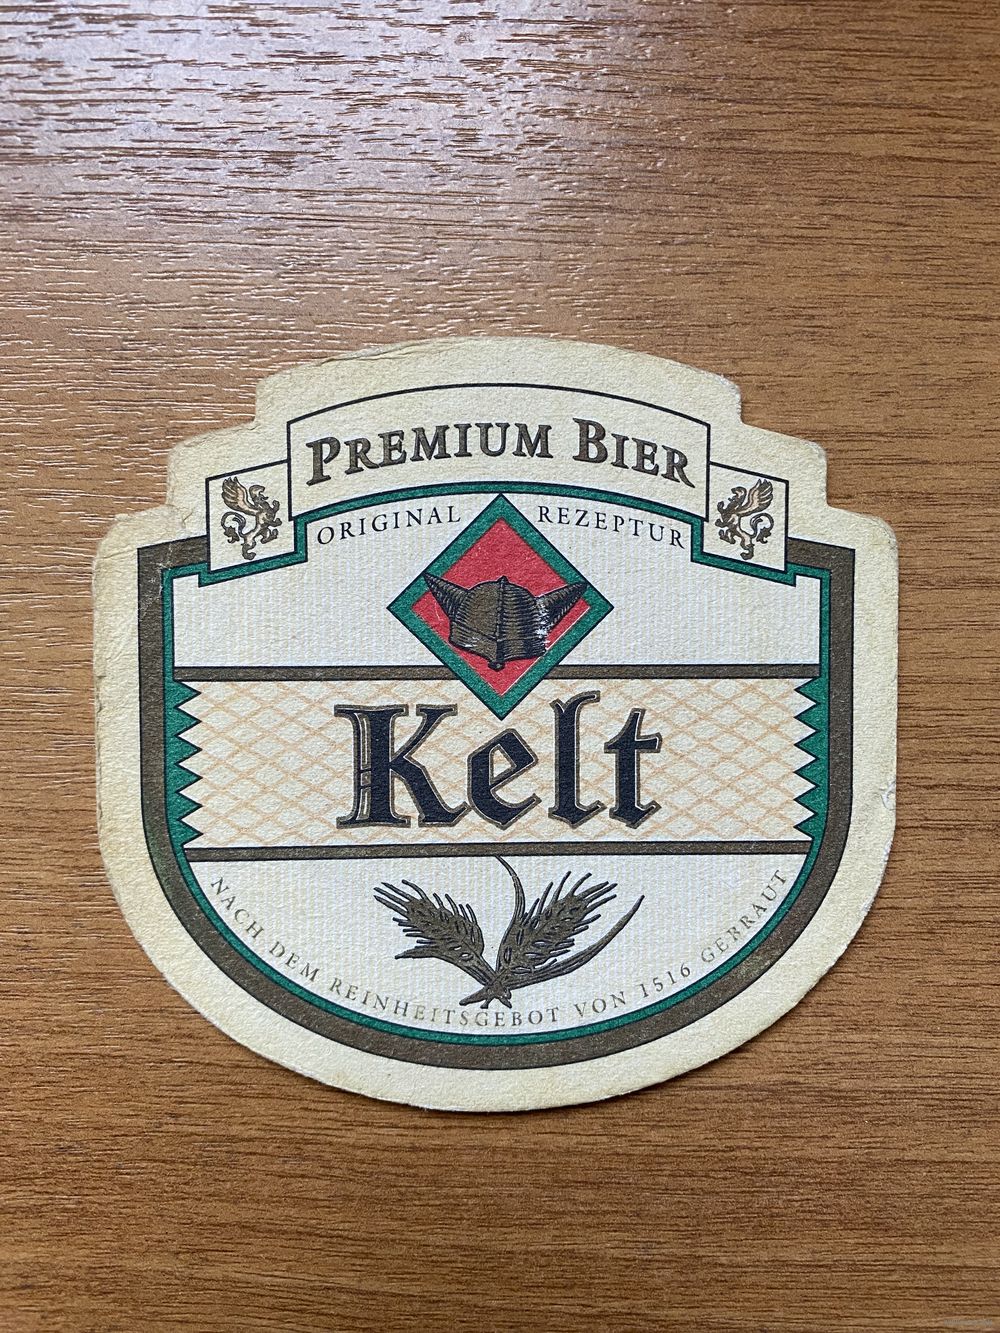 PREMIUM BIER
ORIGINAL REZEPTUR
Kelt
NACH DEM REINHEITSGEBOT VON 1516 GEBRAUT